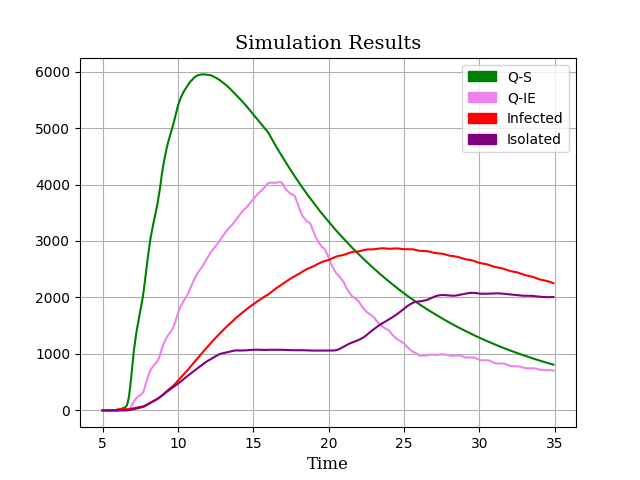 Simulation Results
6000
5000
4000
3000
2000
1000
0
Q-S
Q-IE
Infected
Isolated
5 10 15 20 25 30 35
Time